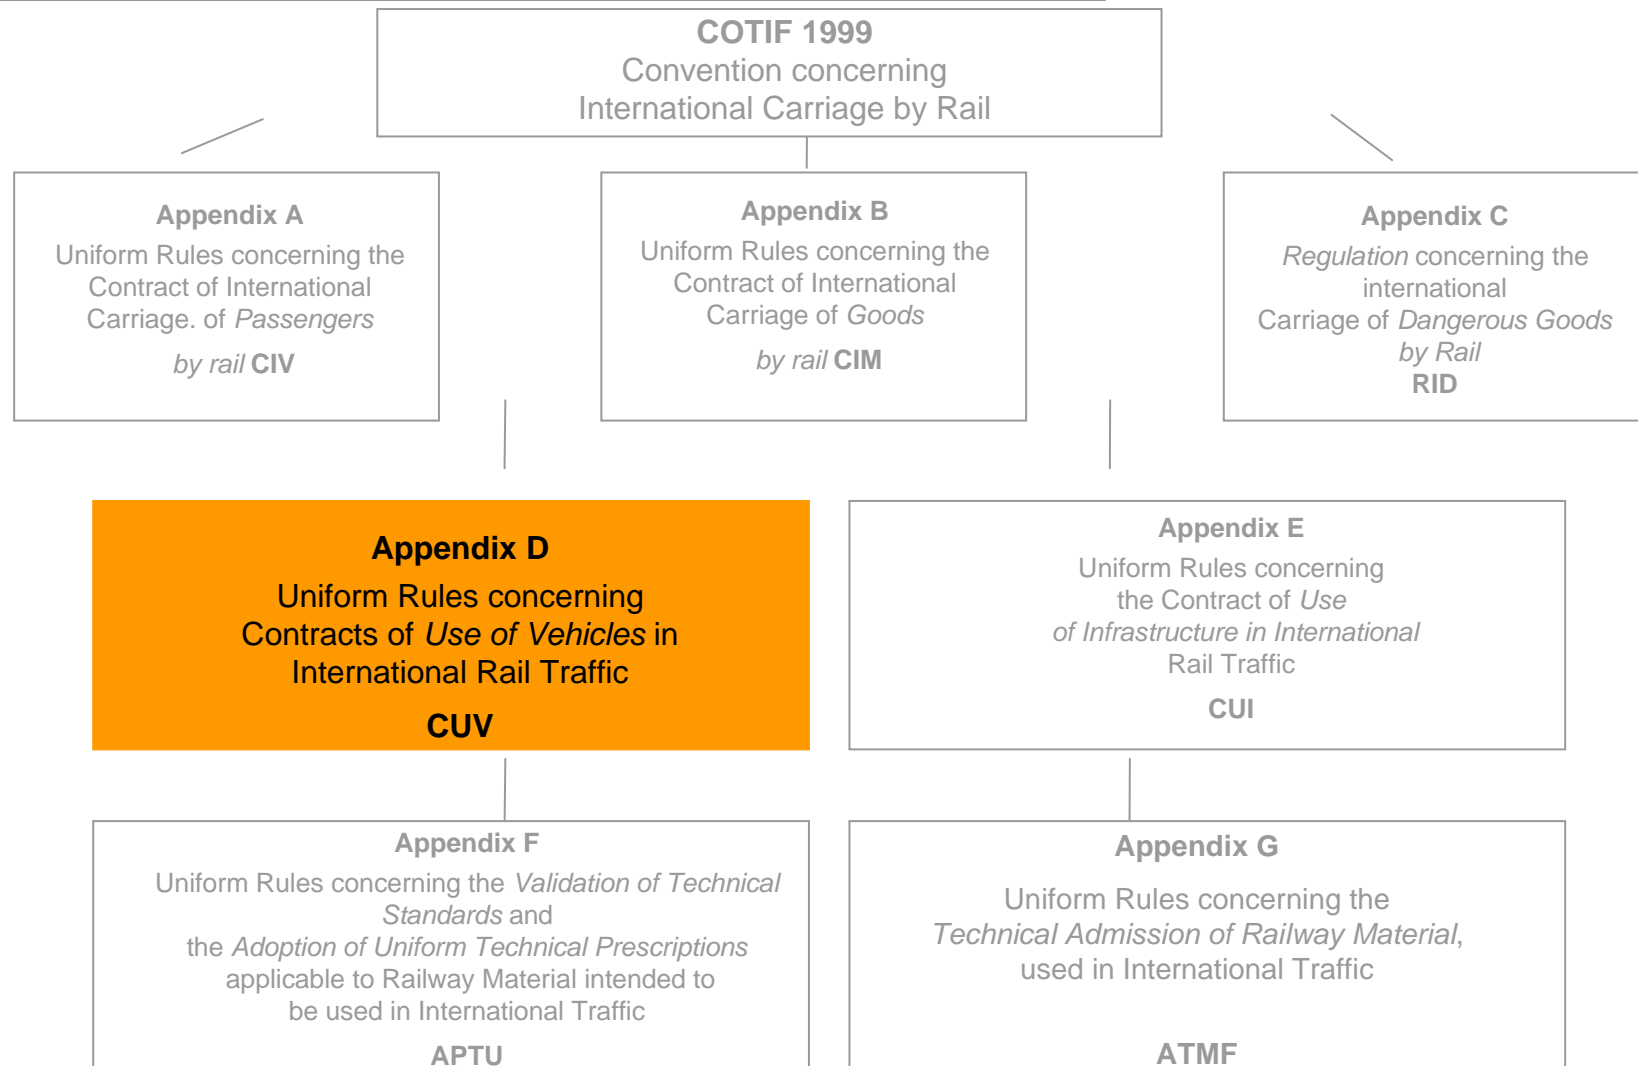 COTIF 1999
Convention concerning
International Carriage by Rail
Appendix A
Uniform Rules concerning the
Contract of International
Carriage. of Passengers
by rail CIV
Appendix B
Uniform Rules concerning the
Contract of International
Carriage of Goods
by rail CIM
Appendix C
Regulation concerning the
international
Carriage of Dangerous Goods
by Rail
RID
Appendix D
Uniform Rules concerning
Contracts of Use of Vehicles in
International Rail Traffic
CUV
Appendix E
Uniform Rules concerning
the Contract of Use
of Infrastructure in International
Rail Traffic
CUI
Appendix F
Uniform Rules concerning the Validation of Technical
Standards and
the Adoption of Uniform Technical Prescriptions
applicable to Railway Material intended to
be used in International Traffic
APTU
Appendix G
Uniform Rules concerning the
Technical Admission of Railway Material,
used in International Traffic
ATMF